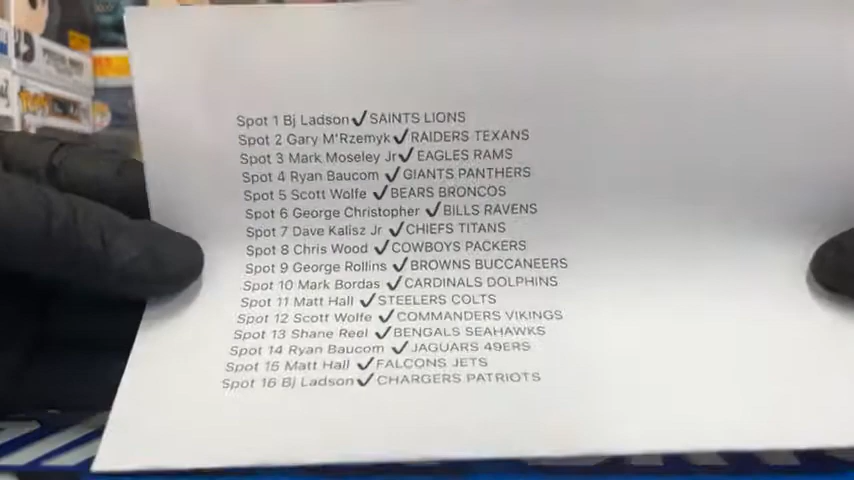 Spot 1 Bj Ladson✓SAINTS LIONS
Spot 2 Gary M'Rzemyk✓RAIDERS TEXANS
Spot 3 Mark Moseley Jr✓EAGLES RAMS
Spot 4 Ryan Baucom ✓GIANTS PANTHERS
Spot 5 Scott Wolfe ✓BEARS BRONCOS
Spot 6 George Christopher ✓BILLS RAVENS
Spot 7 Dave Kalisz Jr ✓CHIEFS TITANS
Spot 8 Chris Wood ✓COWBOYS PACKERS
Spot 9 George Rollins ✓BROWNS BUCCANEERS
Spot 10 Mark Bordas ✓CARDINALS DOLPHINS
Spot 11 Matt Hall ✓STEELERS COLTS
Spot 12 Scott Wolfe ✓COMMANDERS VIKINGS
Spot 13 Shane Reel ✓BENGALS SEAHAWKS
Spot 14 Ryan Baucom ✓JAGUARS 49ERS
Spot 15 Matt Hall ✓FALCONS JETS
Spot 16 Bj Ladson✓CHARGERS PATRIOTS